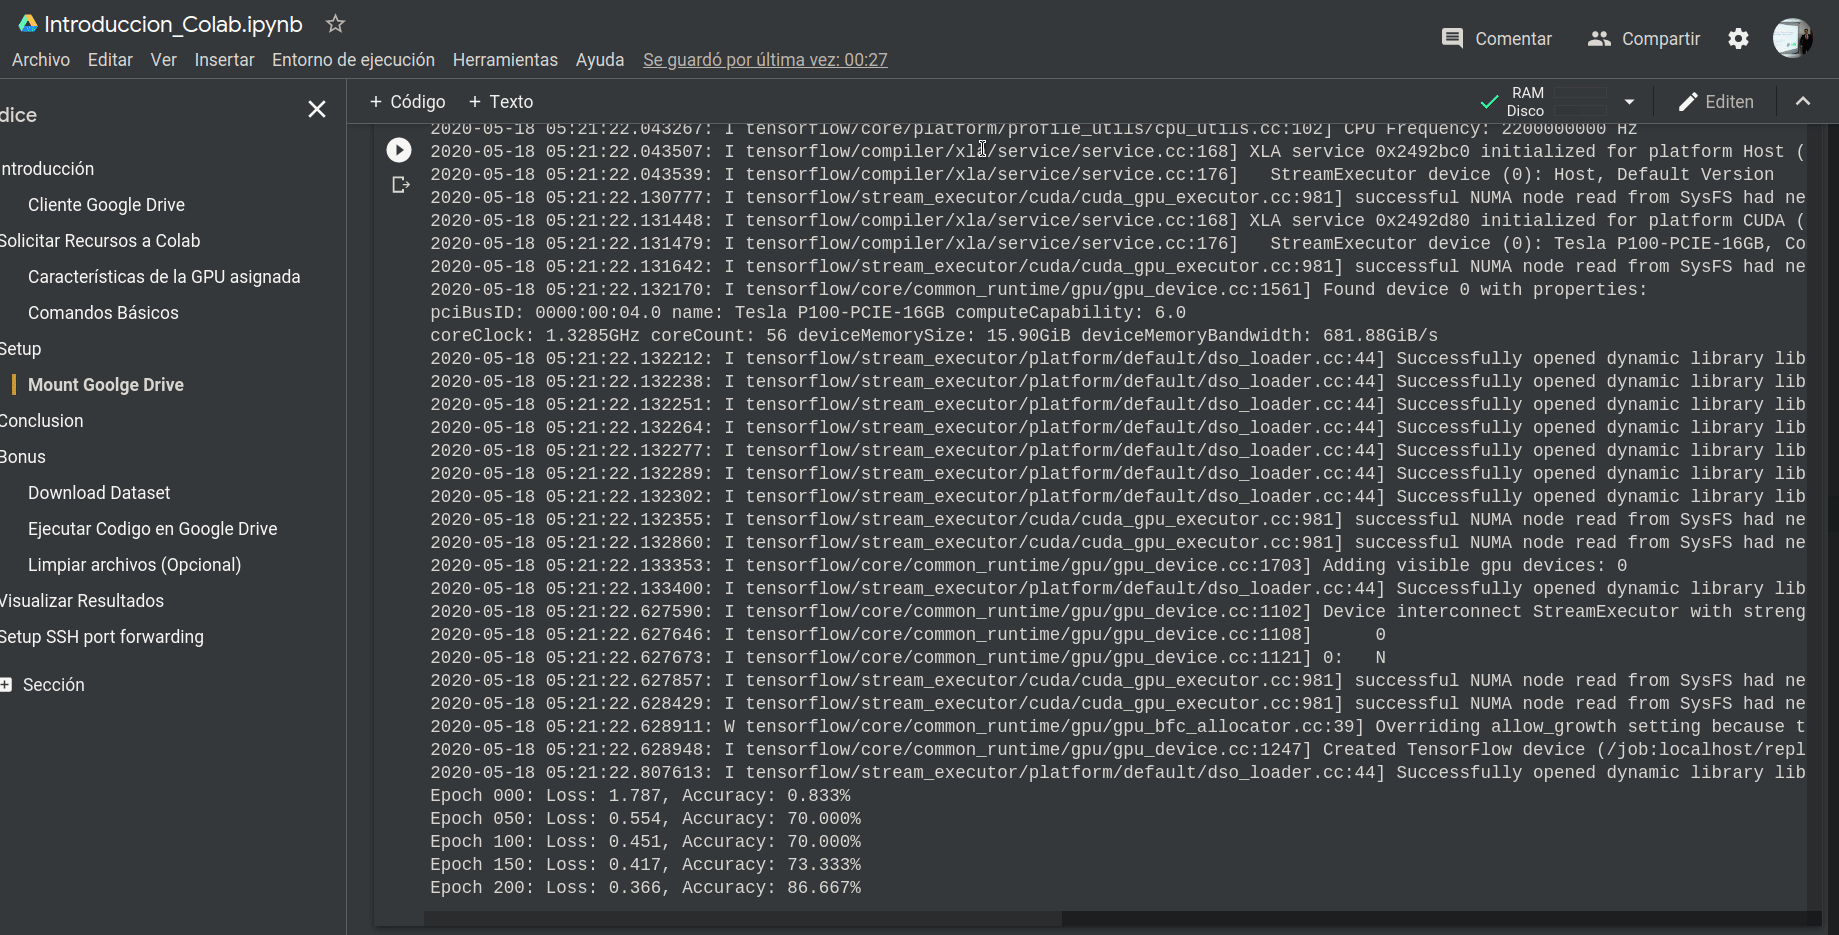 Introduccion_Colab.ipynb
Archivo Editar Ver Insertar Entorno de ejecución Herramientas Ayuda Se guardó por última vez: 00:27
Comentar Compartir
+ Código + Texto
RAM
Disco
Editen
dice
ntroducción
Cliente Google Drive
Solicitar Recursos a Colab
Características de la GPU asignada
Comandos Básicos
Setup
Mount Goolge Drive
Conclusion
Bonus
Download Dataset
Ejecutar Codigo en Google Drive
Limpiar archivos (Opcional)
Visualizar Resultados
Setup SSH port forwarding
Sección
2020-05-18 05:21:22.043267: I tensorflow/core/platform/profile_utils/cpu_utils.cc:102] CPU Frequency: 2200000000 Hz
2020-05-18 05:21:22.043507: I tensorflow/compiler/xla/service/service.cc:168] XLA service 0x2492bc0 initialized for platform Host (
2020-05-18 05:21:22.043539: I tensorflow/compiler/xla/service/service.cc:176]   StreamExecutor device (0): Host, Default Version
2020-05-18 05:21:22.130777: I tensorflow/stream_executor/cuda/cuda_gpu_executor.cc:981] successful NUMA node read from SysFS had ne
2020-05-18 05:21:22.131448: I tensorflow/compiler/xla/service/service.cc:168] XLA service 0x2492d80 initialized for platform CUDA (
2020-05-18 05:21:22.131479: I tensorflow/compiler/xla/service/service.cc:176]   StreamExecutor device (0): Tesla P100-PCIE-16GB, Co
2020-05-18 05:21:22.131642: I tensorflow/stream_executor/cuda/cuda_gpu_executor.cc:981] successful NUMA node read from SysFS had ne
2020-05-18 05:21:22.132170: I tensorflow/core/common_runtime/gpu/gpu_device.cc:1561] Found device 0 with properties:
pciBusID: 0000:00:04.0 name: Tesla P100-PCIE-16GB computeCapability: 6.0
coreClock: 1.3285GHz coreCount: 56 deviceMemorySize: 15.90GiB deviceMemoryBandwidth: 681.88GiB/s
2020-05-18 05:21:22.132212: I tensorflow/stream_executor/platform/default/dso_loader.cc:44] Successfully opened dynamic library lib
2020-05-18 05:21:22.132238: I tensorflow/stream_executor/platform/default/dso_loader.cc:44] Successfully opened dynamic library lib
2020-05-18 05:21:22.132251: I tensorflow/stream_executor/platform/default/dso_loader.cc:44] Successfully opened dynamic library lib
2020-05-18 05:21:22.132264: I tensorflow/stream_executor/platform/default/dso_loader.cc:44] Successfully opened dynamic library lib
2020-05-18 05:21:22.132277: I tensorflow/stream_executor/platform/default/dso_loader.cc:44] Successfully opened dynamic library lib
2020-05-18 05:21:22.132289: I tensorflow/stream_executor/platform/default/dso_loader.cc:44] Successfully opened dynamic library lib
2020-05-18 05:21:22.132302: I tensorflow/stream_executor/platform/default/dso_loader.cc:44] Successfully opened dynamic library lib
2020-05-18 05:21:22.132355: I tensorflow/stream_executor/cuda/cuda_gpu_executor.cc:981] successful NUMA node read from SysFS had ne
2020-05-18 05:21:22.132860: I tensorflow/stream_executor/cuda/cuda_gpu_executor.cc:981] successful NUMA node read from SysFS had ne
2020-05-18 05:21:22.133353: I tensorflow/core/common_runtime/gpu/gpu_device.cc:1703] Adding visible gpu devices: 0
2020-05-18 05:21:22.133400: I tensorflow/stream_executor/platform/default/dso_loader.cc:44] Successfully opened dynamic library lib
2020-05-18 05:21:22.627590: I tensorflow/core/common_runtime/gpu/gpu_device.cc:1102] Device interconnect StreamExecutor with streng
2020-05-18 05:21:22.627646: I tensorflow/core/common_runtime/gpu/gpu_device.cc:1108]      0
2020-05-18 05:21:22.627673: I tensorflow/core/common_runtime/gpu/gpu_device.cc:1121] 0:   N
2020-05-18 05:21:22.627857: I tensorflow/stream_executor/cuda/cuda_gpu_executor.cc:981] successful NUMA node read from SysFS had ne
2020-05-18 05:21:22.628429: I tensorflow/stream_executor/cuda/cuda_gpu_executor.cc:981] successful NUMA node read from SysFS had ne
2020-05-18 05:21:22.628911: W tensorflow/core/common_runtime/gpu/gpu_bfc_allocator.cc:39] Overriding allow_growth setting because t
2020-05-18 05:21:22.628948: I tensorflow/core/common_runtime/gpu/gpu_device.cc:1247] Created TensorFlow device (/job:localhost/repl
2020-05-18 05:21:22.807613: I tensorflow/stream_executor/platform/default/dso_loader.cc:44] Successfully opened dynamic library lib
Epoch 000: Loss: 1.787, Accuracy: 0.833%
Epoch 050: Loss: 0.554, Accuracy: 70.000%
Epoch 100: Loss: 0.451, Accuracy: 70.000%
Epoch 150: Loss: 0.417, Accuracy: 73.333%
Epoch 200: Loss: 0.366, Accuracy: 86.667%